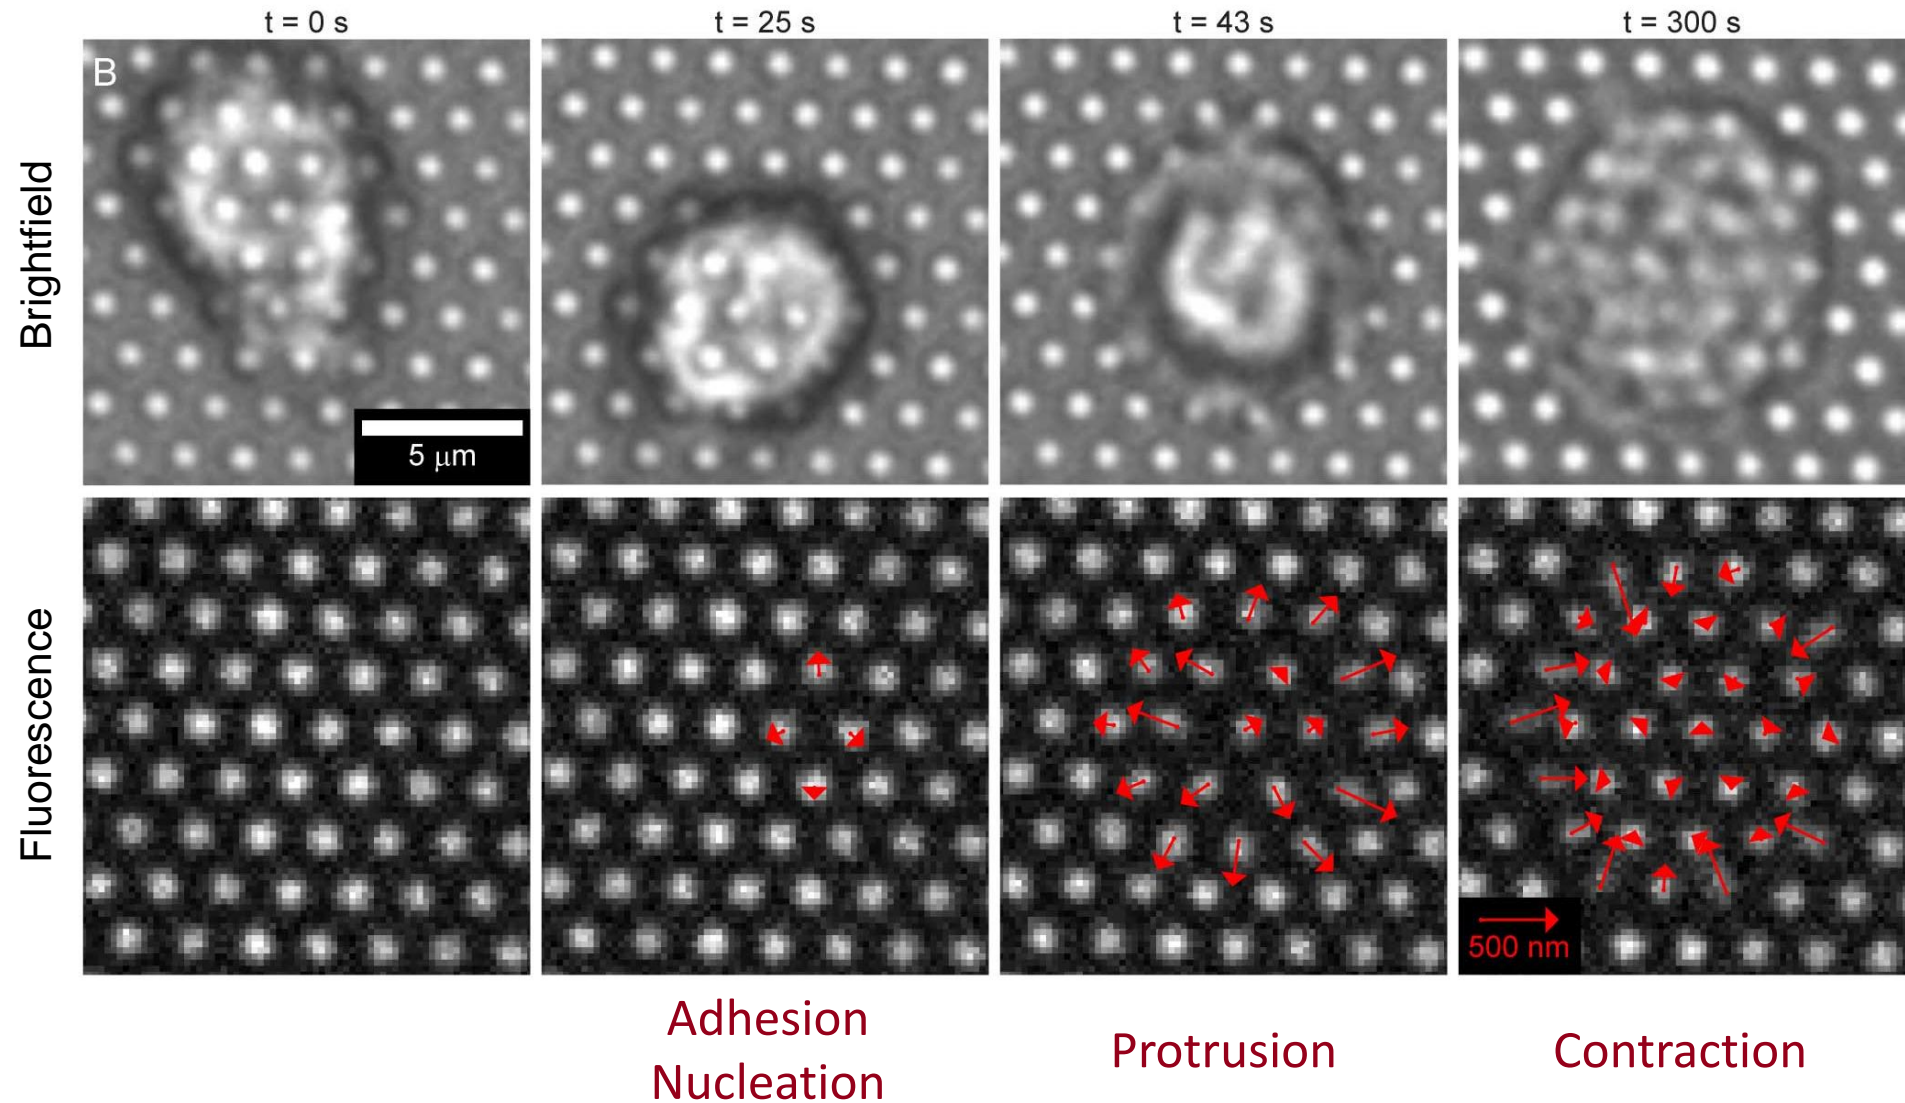 t = 0 s
t = 25 s
t = 43 s
t = 300 s
B
Brightfield
5 μm
Fluorescence
500 nm
Adhesion
Nucleation
Protrusion
Contraction